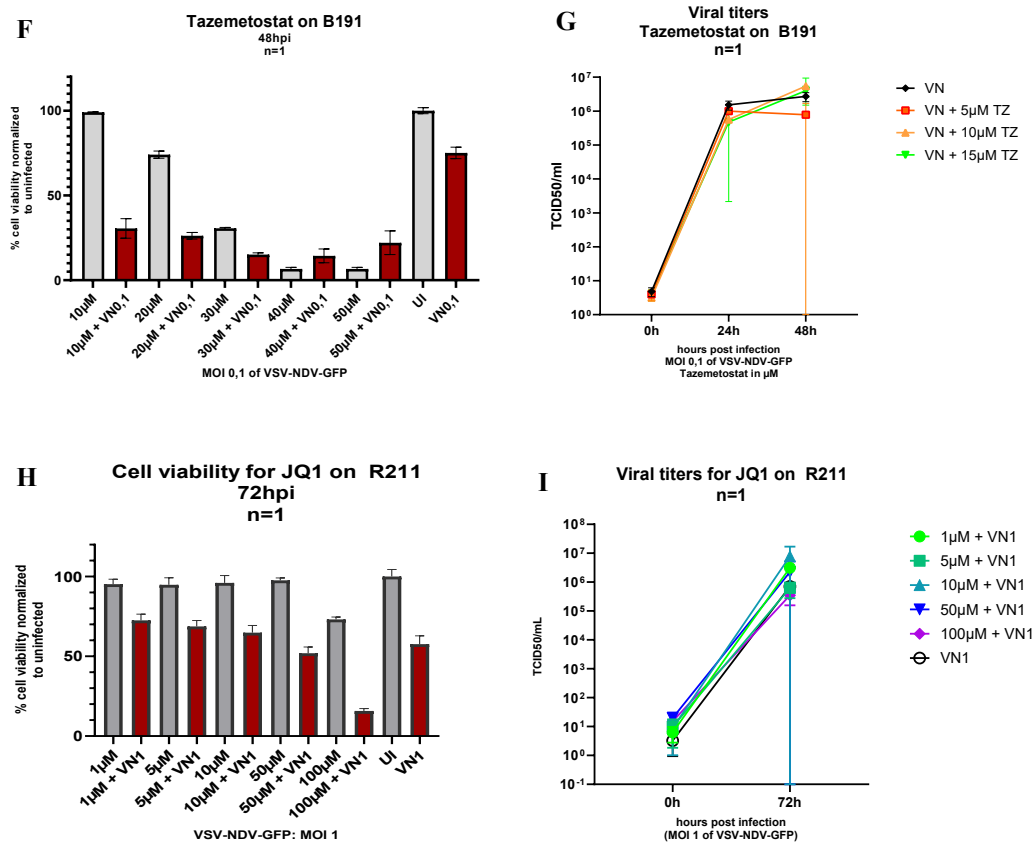 F
Tazemetostat on B191
48hpi
n=1
% cell viability normalized
to uninfected
100
50
0
10µM
10µM + VN0,1
20µM
20µM + VN0,1
30µM
30µM + VN0,1
40µM
40µM + VN0,1
50µM
50µM + VN0,1
UI
VN0,1
MOI 0,1 of VSV-NDV-GFP
G
Viral titers
Tazemetostat on B191
n=1
TCID50/ml
10⁷
10⁶
10⁵
10⁴
10³
10²
10¹
10⁰
0h
24h
48h
hours post infection
MOI 0,1 of VSV-NDV-GFP
Tazemetostat in µM
VN
VN + 5µM TZ
VN + 10µM TZ
VN + 15µM TZ
H
Cell viability for JQ1 on R211
72hpi
n=1
% cell viability normalized
to uninfected
100
50
0
1µM
1µM + VN1
5µM
5µM + VN1
10µM
10µM + VN1
50µM
50µM + VN1
100µM
100µM + VN1
UI
VN1
VSV-NDV-GFP: MOI 1
I
Viral titers for JQ1 on R211
n=1
TCID50/mL
10⁸
10⁷
10⁶
10⁵
10⁴
10³
10²
10¹
10⁰
10⁻¹
0h
72h
hours post infection
(MOI 1 of VSV-NDV-GFP)
1µM + VN1
5µM + VN1
10µM + VN1
50µM + VN1
100µM + VN1
VN1